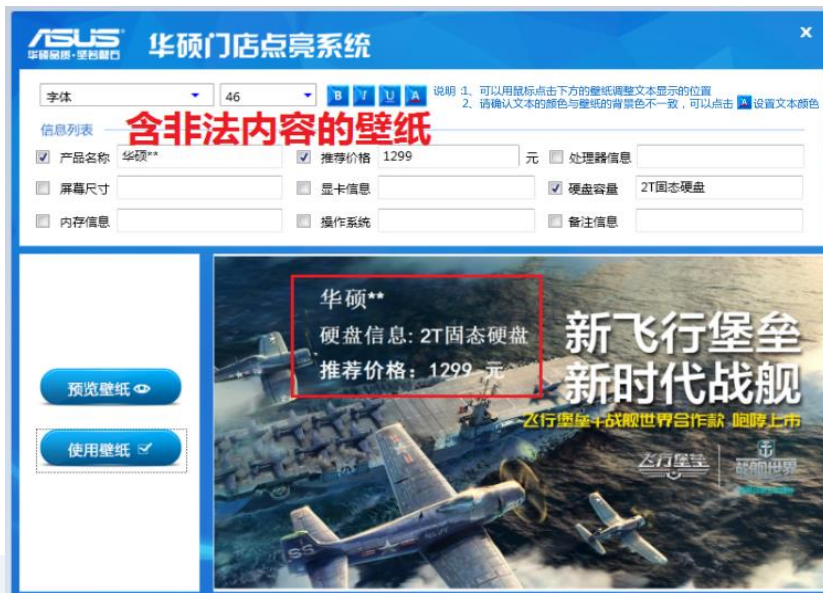 ASUS 华硕门店点亮系统 X
华硕品质·坚若磐石
字体 46 B I U A 说明:1、可以用鼠标点击下方的壁纸调整文本显示的位置
2、请确认文本的颜色与壁纸的背景色不一致，可以点击 A 设置文本颜色
信息列表
含非法内容的壁纸
产品名称 华硕** 推荐价格 1299 元 处理器信息
屏幕尺寸 显卡信息 硬盘容量 2T固态硬盘
内存信息 操作系统 备注信息
华硕**
硬盘信息: 2T固态硬盘
推荐价格：1299 元
新飞行堡垒
新时代战舰
飞行堡垒+战舰世界合作款 咆哮上市
飞行堡垒 战舰世界
预览壁纸
使用壁纸
SS